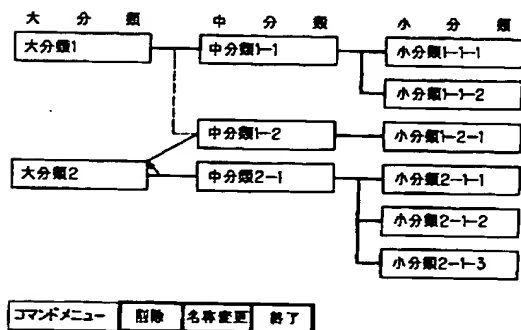 大分類 中分類 小分類
大分類1 中分類1-1 小分類1-1-1
小分類1-1-2
中分類1-2 小分類1-2-1
大分類2 中分類2-1 小分類2-1-1
小分類2-1-2
小分類2-1-3
コマンドメニュー 削除 名称変更 終了